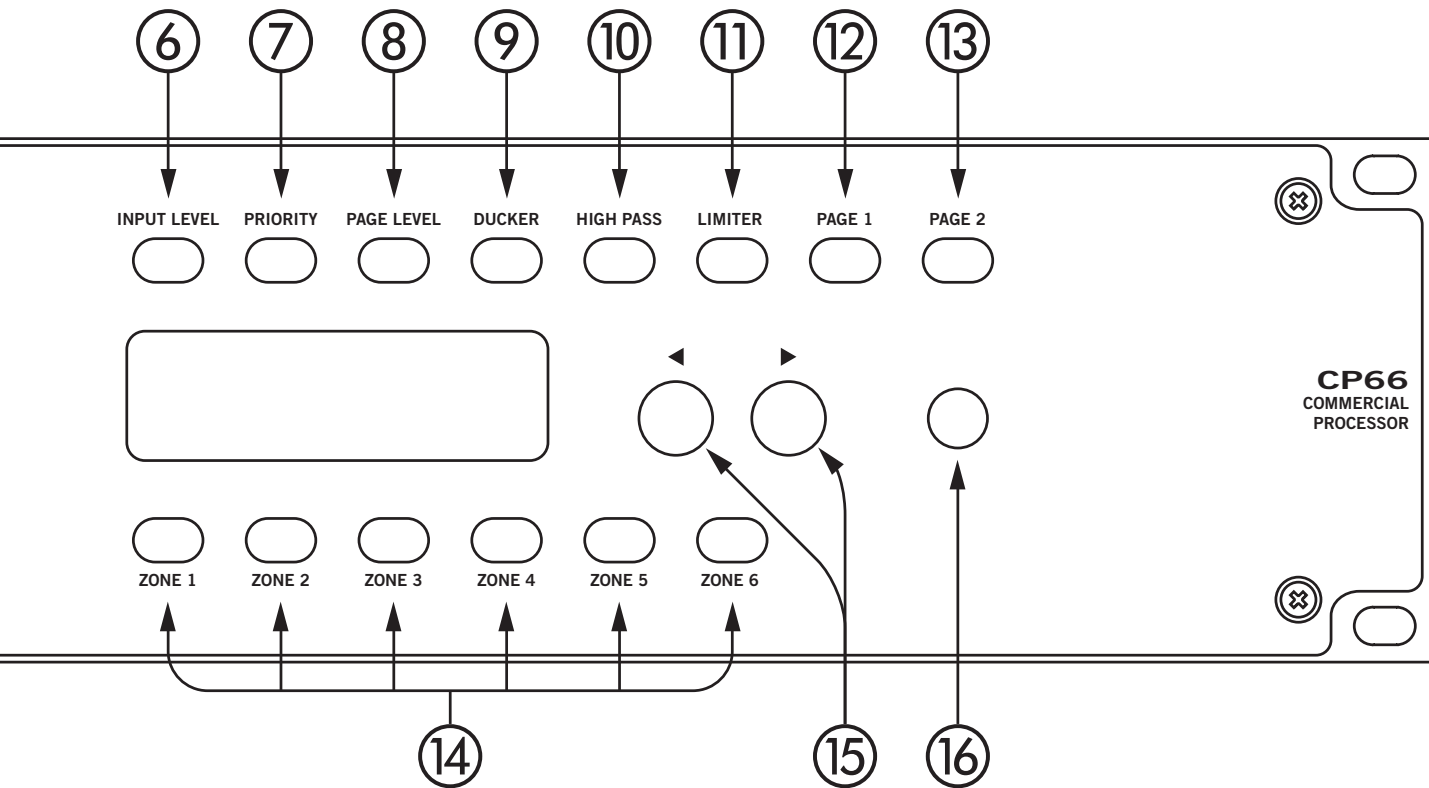 6 7 8 9 10 11 12 13
INPUT LEVEL PRIORITY PAGE LEVEL DUCKER HIGH PASS LIMITER PAGE 1 PAGE 2
◀ ▶
CP66
COMMERCIAL
PROCESSOR
ZONE 1 ZONE 2 ZONE 3 ZONE 4 ZONE 5 ZONE 6
14 15 16